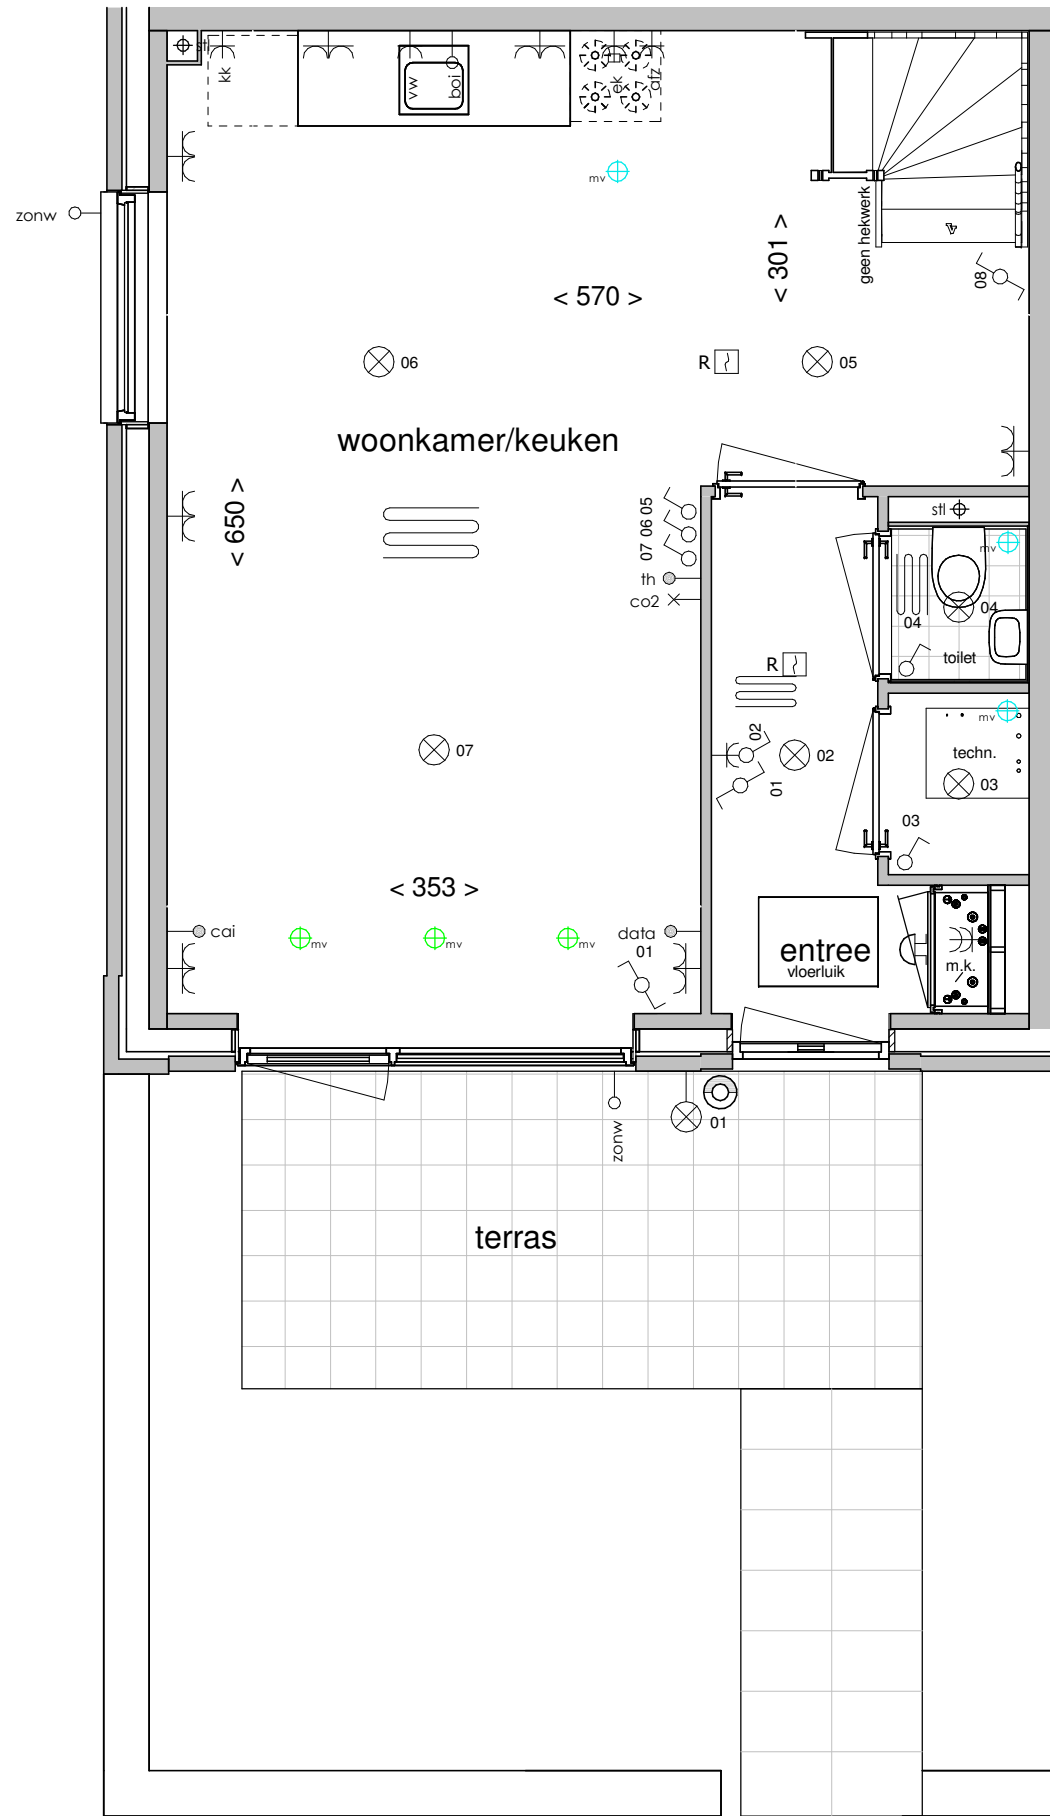 stl
kk
vw
boi
ek
afz
mv
zonw
< 570 >
< 301 >
geen hekwerk
4
08
06
R
05
woonkamer/keuken
< 650 >
07 06 05
th
co2
stl
mv
04
04
toilet
R
02
01
02
mv
techn.
03
03
07
< 353 >
cai
mv
mv
mv
data
01
entree
vloerluik
m.k.
zonw
01
terras